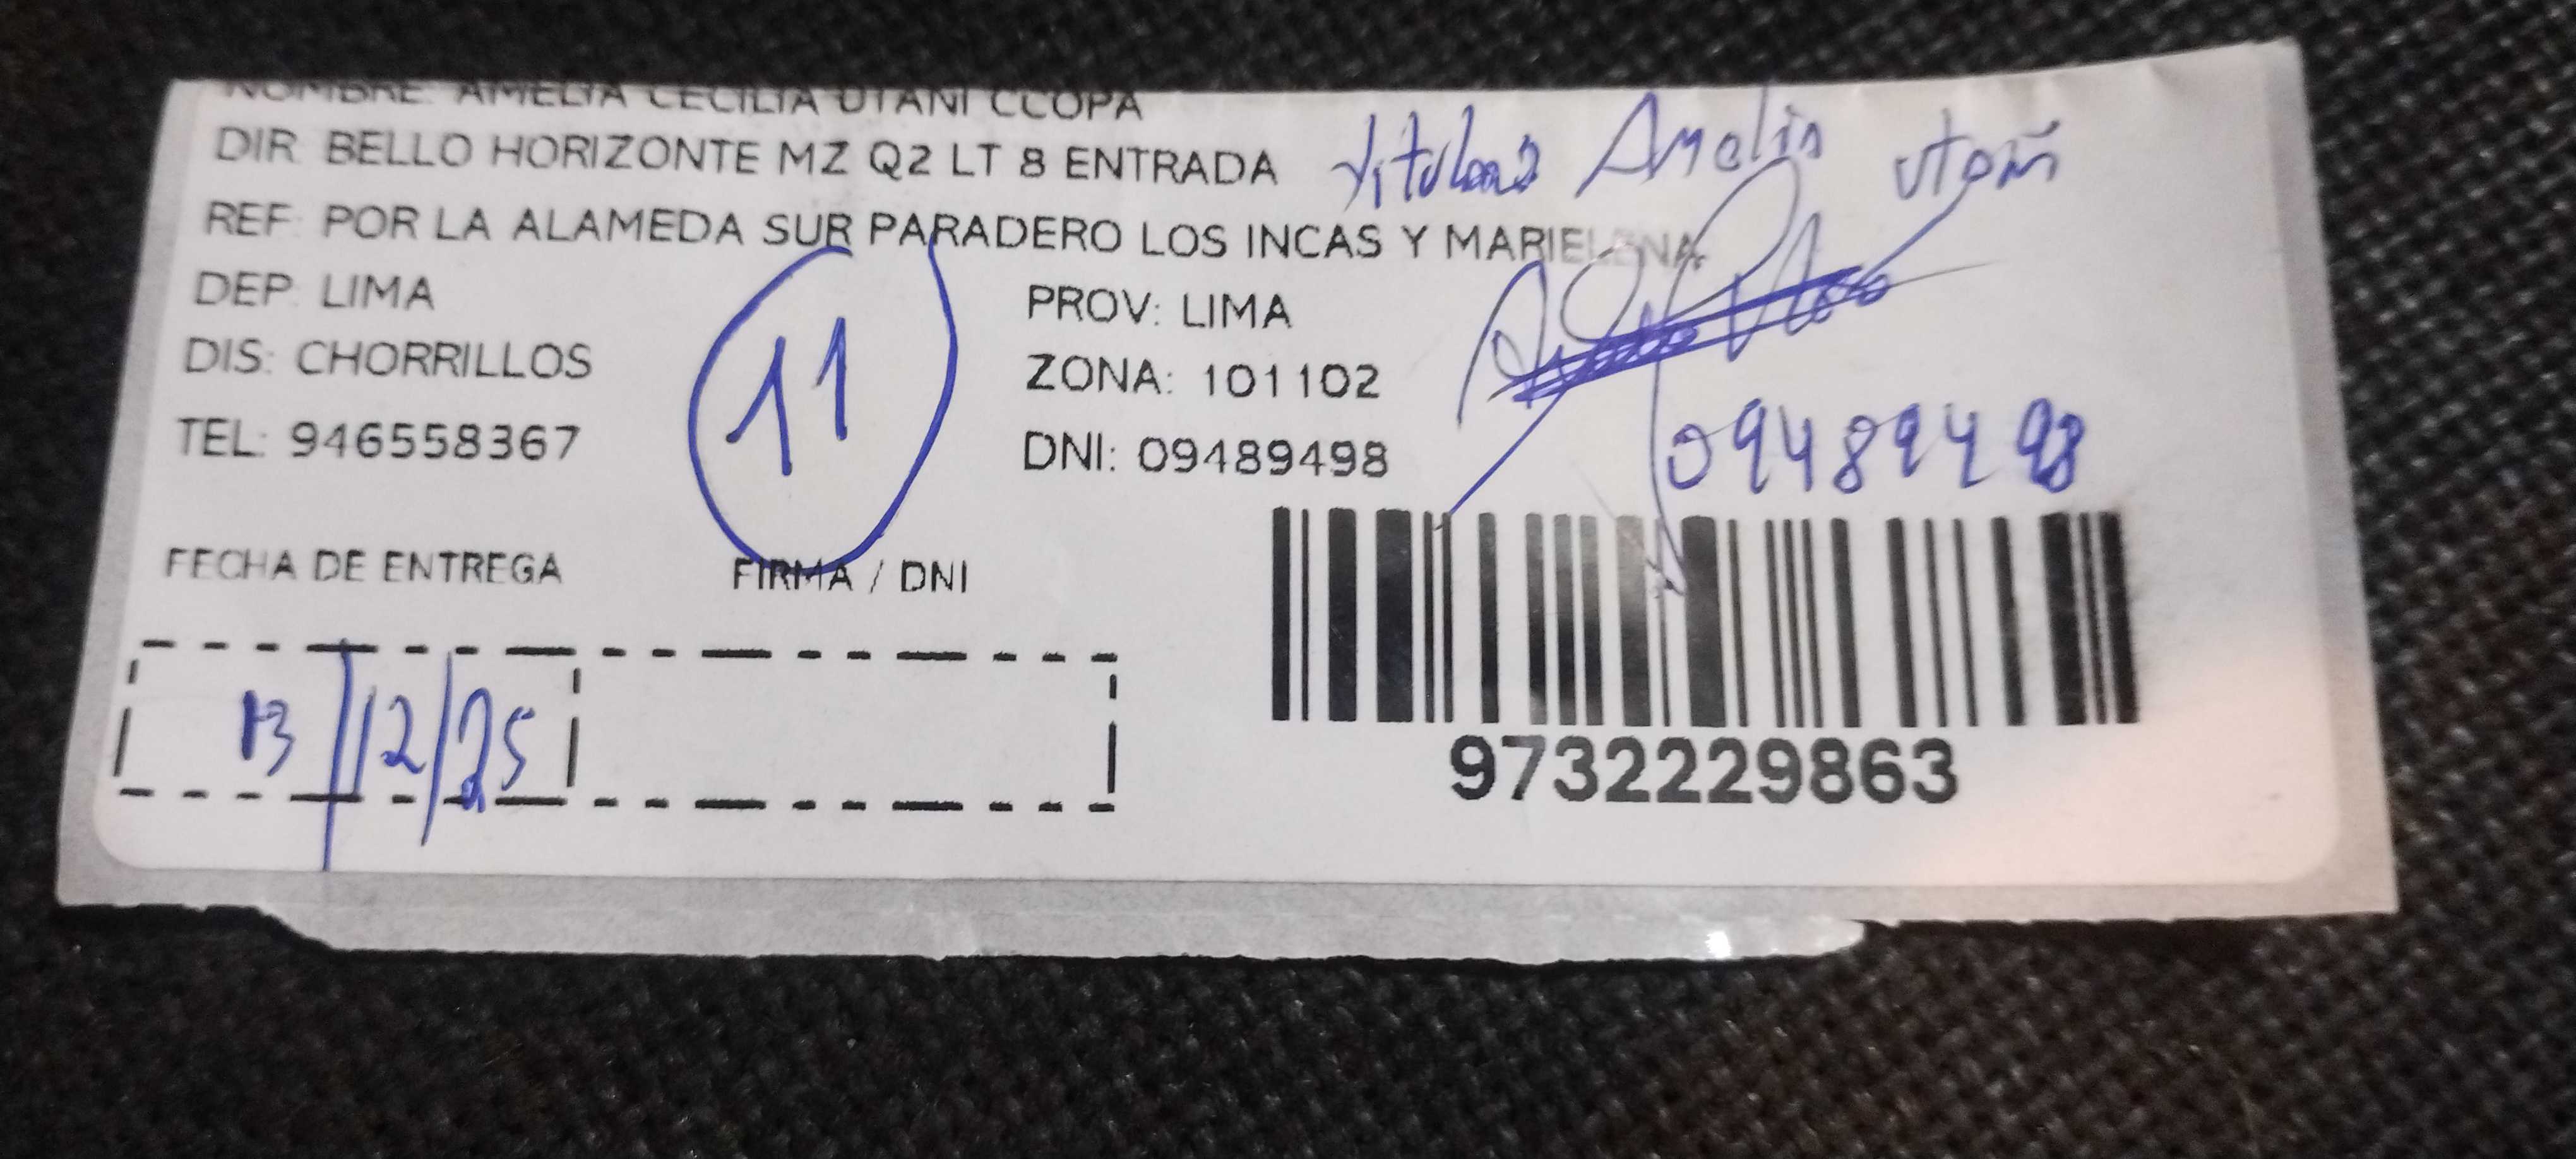 NOMBRE: AMELIA CECILIA UTANI CCOPA
DIR: BELLO HORIZONTE MZ Q2 LT 8 ENTRADA
Amelia Utani
REF: POR LA ALAMEDA SUR PARADERO LOS INCAS Y MARIELENA
DEP: LIMA
PROV: LIMA
DIS: CHORRILLOS
11
ZONA: 101102
TEL: 946558367
DNI: 09489498
09489498
FECHA DE ENTREGA
FIRMA / DNI
13/12/25
9732229863